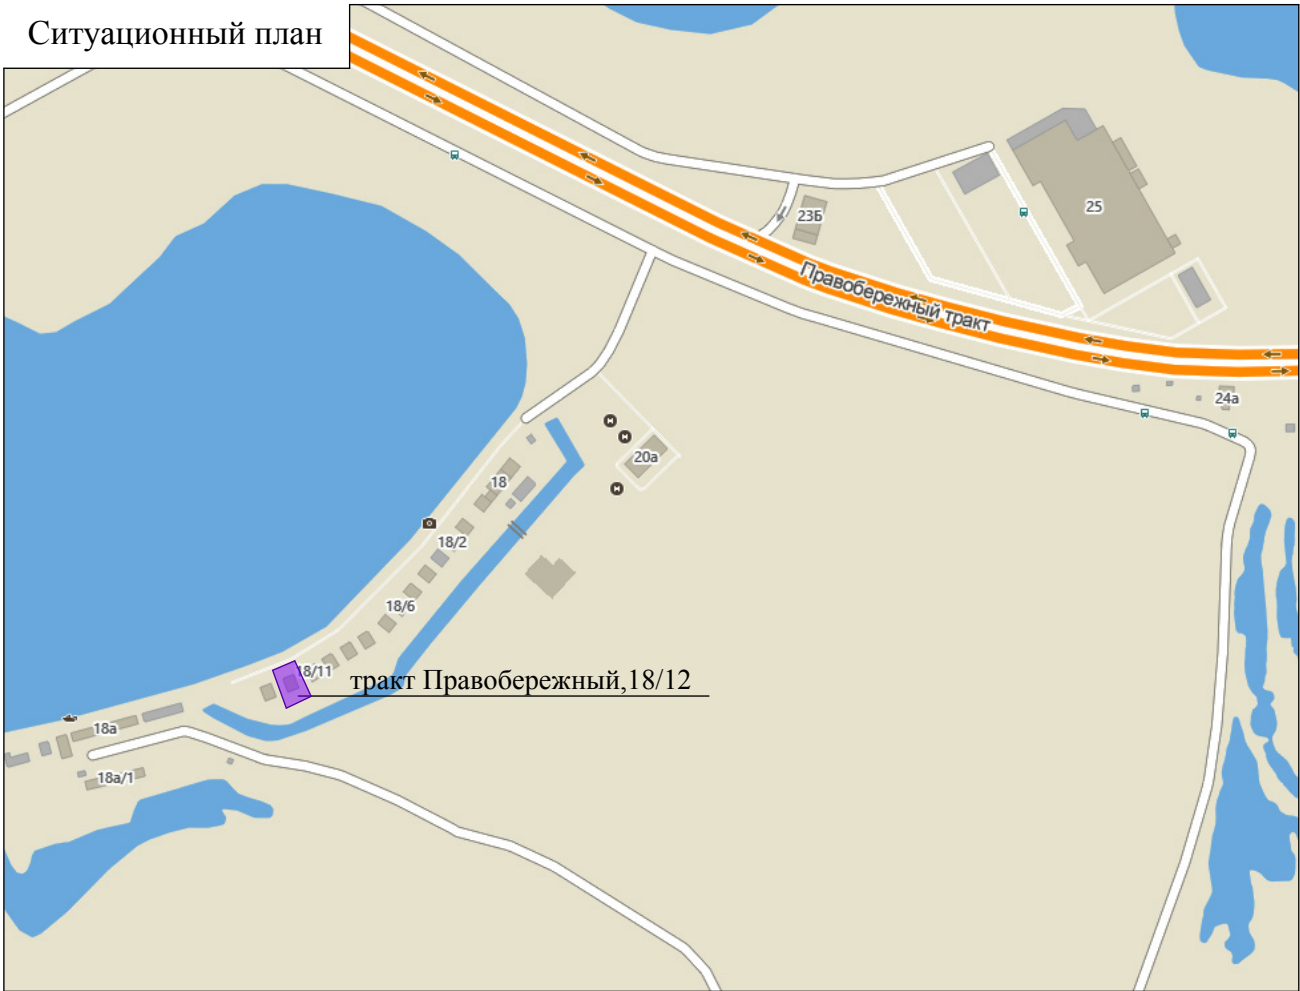 Ситуационный план
23Б
25
Правобережный тракт
24а
20а
18
18/2
18/6
18/11
тракт Правобережный,18/12
18а
18а/1